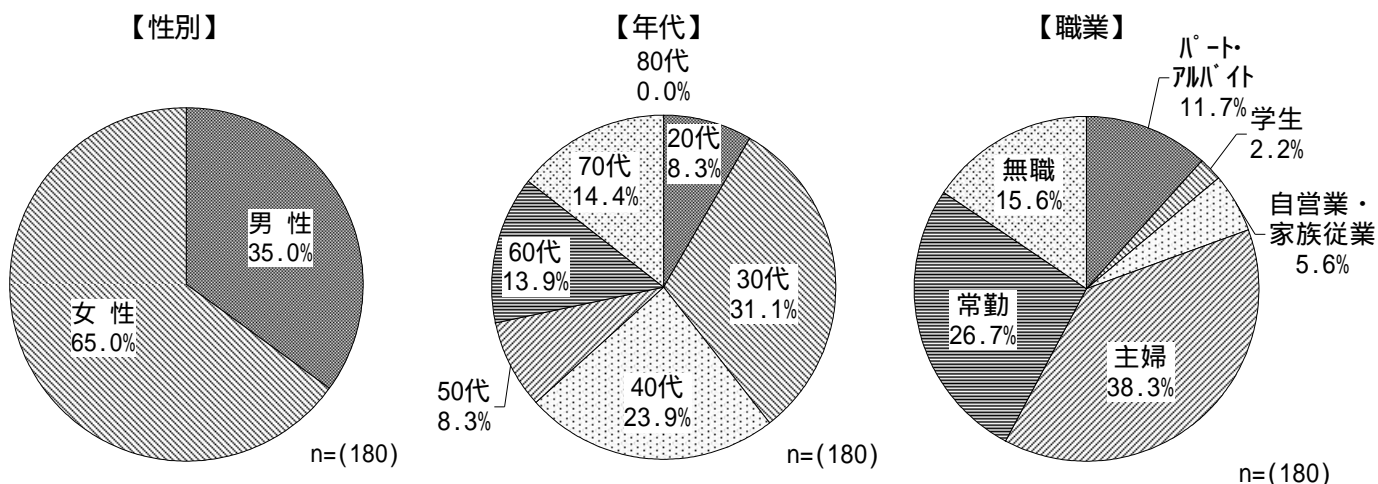 【性別】
男 性
35.0%
女 性
65.0%
n=(180)
【年代】
80代
0.0%
20代
8.3%
30代
31.1%
40代
23.9%
50代
8.3%
60代
13.9%
70代
14.4%
n=(180)
【職業】
ﾊﾟｰﾄ・
ｱﾙﾊﾞｲﾄ
11.7%
学生
2.2%
自営業・
家族従業
5.6%
主婦
38.3%
常勤
26.7%
無職
15.6%
n=(180)